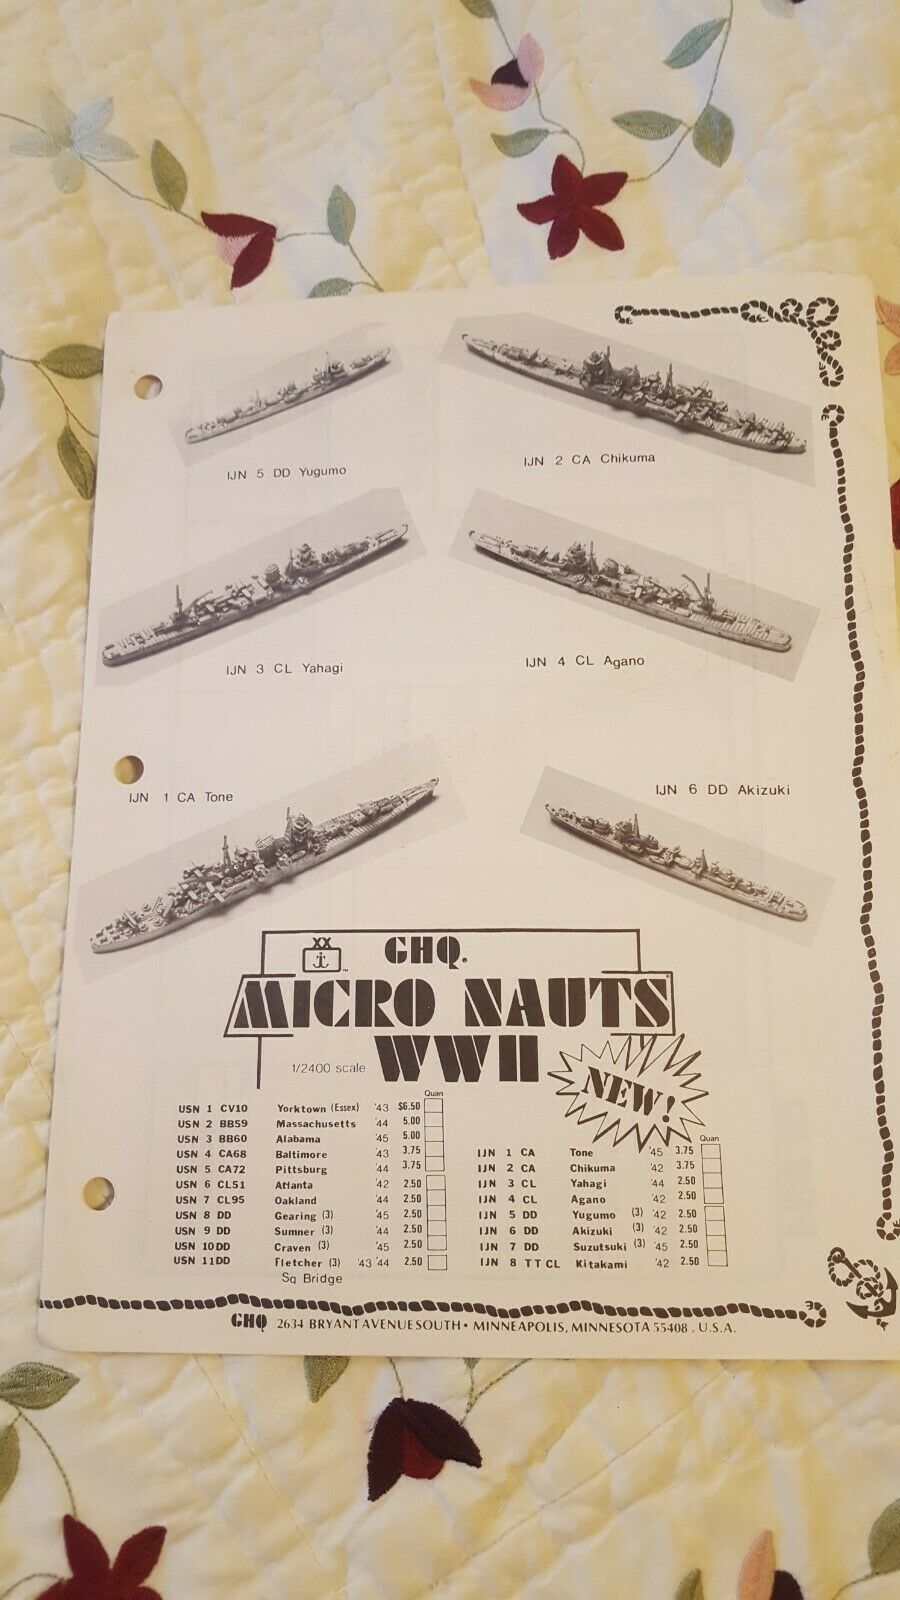 IJN 5 DD Yugumo
IJN 2 CA Chikuma
IJN 3 CL Yahagi
IJN 4 CL Agano
IJN 1 CA Tone
IJN 6 DD Akizuki
XX
™
GHQ.
MICRO NAUTS
WWII
1/2400 scale
NEW!
Quan
USN 1 CV10 Yorktown (Essex) '43 $6.50
USN 2 BB59 Massachusetts '44 5.00
USN 3 BB60 Alabama '45 5.00
USN 4 CA68 Baltimore '43 3.75
USN 5 CA72 Pittsburg '44 3.75
USN 6 CL51 Atlanta '42 2.50
USN 7 CL95 Oakland '44 2.50
USN 8 DD Gearing (3) '45 2.50
USN 9 DD Sumner (3) '44 2.50
USN 10 DD Craven (3) '45 2.50
USN 11 DD Fletcher (3) '43 '44 2.50
Sq Bridge
Quan
IJN 1 CA Tone '45 3.75
IJN 2 CA Chikuma '42 3.75
IJN 3 CL Yahagi '44 2.50
IJN 4 CL Agano '42 2.50
IJN 5 DD Yugumo (3) '42 2.50
IJN 6 DD Akizuki (3) '42 2.50
IJN 7 DD Suzutsuki (3) '45 2.50
IJN 8 TT CL Kitakami '42 2.50
GHQ 2634 BRYANT AVENUE SOUTH • MINNEAPOLIS, MINNESOTA 55408, U.S.A.